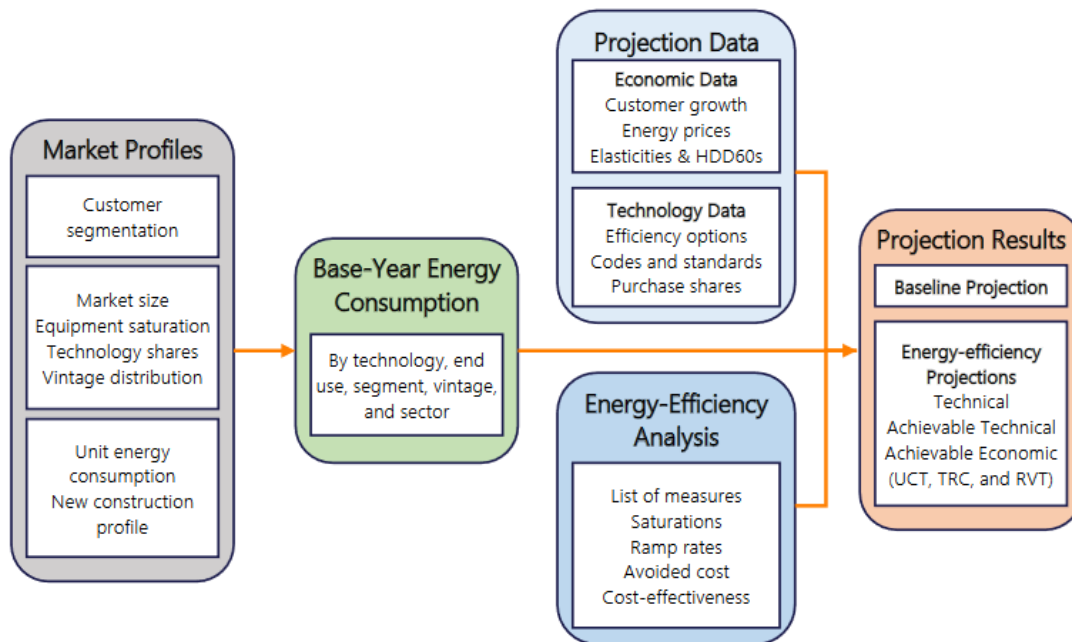 Market Profiles
Customer
segmentation
Market size
Equipment saturation
Technology shares
Vintage distribution
Unit energy
consumption
New construction
profile
Base-Year Energy
Consumption
By technology, end
use, segment, vintage,
and sector
Projection Data
Economic Data
Customer growth
Energy prices
Elasticities & HDD60s
Technology Data
Efficiency options
Codes and standards
Purchase shares
Energy-Efficiency
Analysis
List of measures
Saturations
Ramp rates
Avoided cost
Cost-effectiveness
Projection Results
Baseline Projection
Energy-efficiency
Projections
Technical
Achievable Technical
Achievable Economic
(UCT, TRC, and RVT)